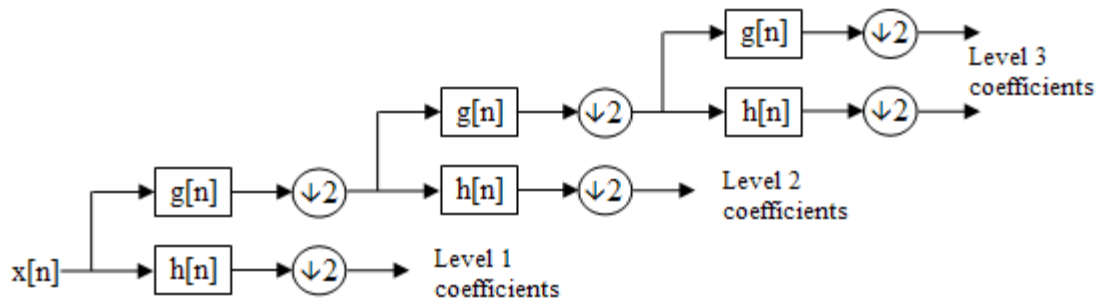 g[n] ↓2
Level 3
coefficients
g[n] ↓2 h[n] ↓2
g[n] ↓2 h[n] ↓2
Level 2
coefficients
x[n] h[n] ↓2
Level 1
coefficients